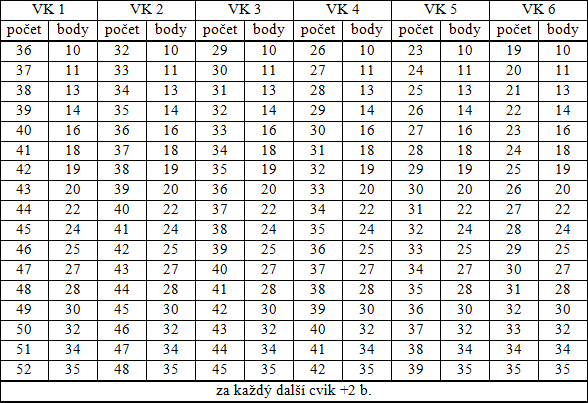 VK 1 VK 2 VK 3 VK 4 VK 5 VK 6
počet body počet body počet body počet body počet body počet body
36 10 32 10 29 10 26 10 23 10 19 10
37 11 33 11 30 11 27 11 24 11 20 11
38 13 34 13 31 13 28 13 25 13 21 13
39 14 35 14 32 14 29 14 26 14 22 14
40 16 36 16 33 16 30 16 27 16 23 16
41 18 37 18 34 18 31 18 28 18 24 18
42 19 38 19 35 19 32 19 29 19 25 19
43 20 39 20 36 20 33 20 30 20 26 20
44 22 40 22 37 22 34 22 31 22 27 22
45 24 41 24 38 24 35 24 32 24 28 24
46 25 42 25 39 25 36 25 33 25 29 25
47 27 43 27 40 27 37 27 34 27 30 27
48 28 44 28 41 28 38 28 35 28 31 28
49 30 45 30 42 30 39 30 36 30 32 30
50 32 46 32 43 32 40 32 37 32 33 32
51 34 47 34 44 34 41 34 38 34 34 34
52 35 48 35 45 35 42 35 39 35 35 35
za každý další cvik +2 b.